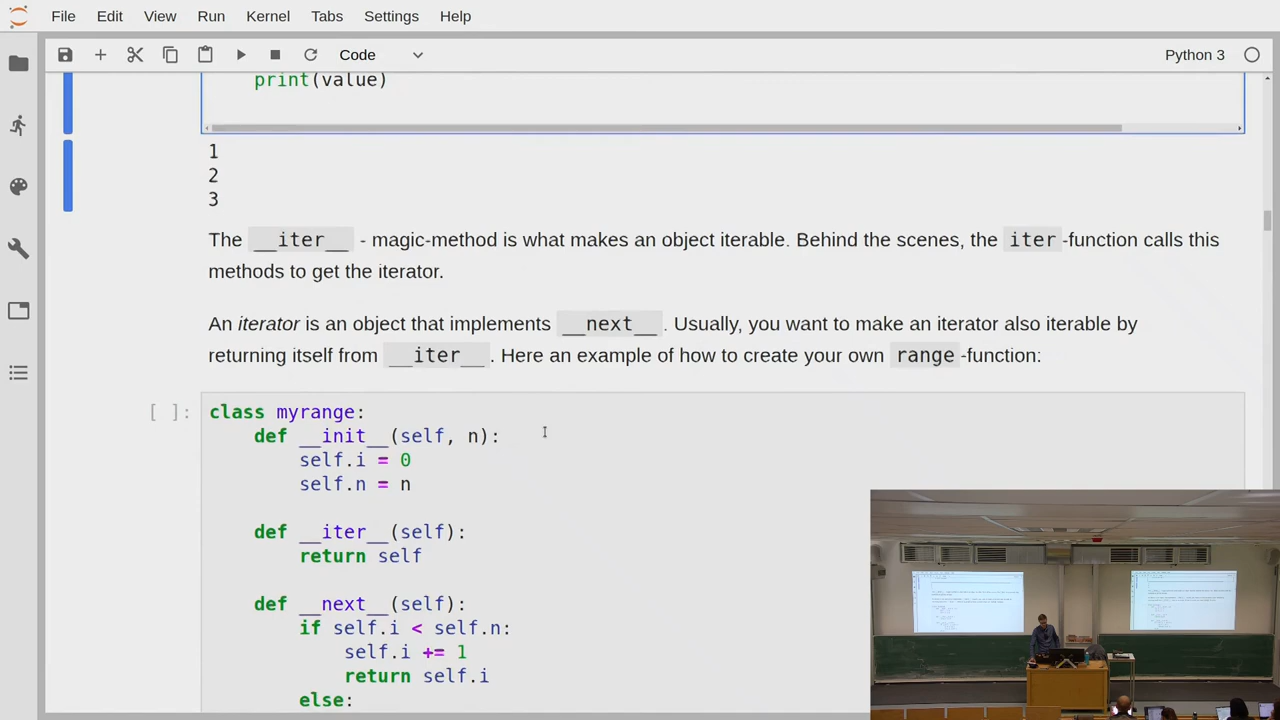 File Edit View Run Kernel Tabs Settings Help
Code Python 3
print(value)
1
2
3
The __iter__ - magic-method is what makes an object iterable. Behind the scenes, the iter-function calls this
methods to get the iterator.
An iterator is an object that implements __next__. Usually, you want to make an iterator also iterable by
returning itself from __iter__. Here an example of how to create your own range-function:
[ ]: class myrange:
def __init__(self, n):
self.i = 0
self.n = n
def __iter__(self):
return self
def __next__(self):
if self.i < self.n:
self.i += 1
return self.i
else: